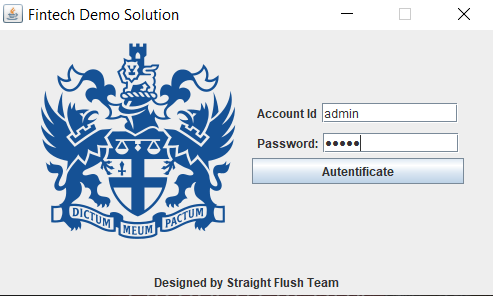 Fintech Demo Solution
Account Id admin
Password: •••••
Autentificate
DICTUM MEUM PACTUM
Designed by Straight Flush Team